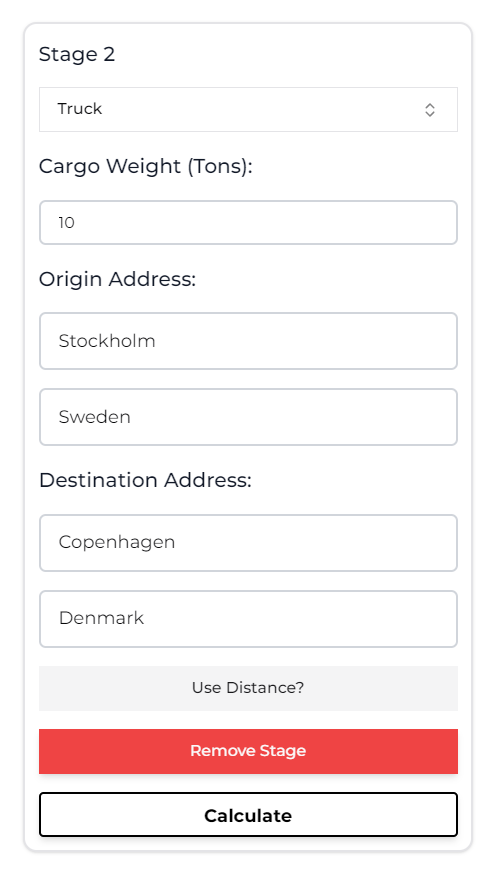 Stage 2
Truck
Cargo Weight (Tons):
10
Origin Address:
Stockholm
Sweden
Destination Address:
Copenhagen
Denmark
Use Distance?
Remove Stage
Calculate